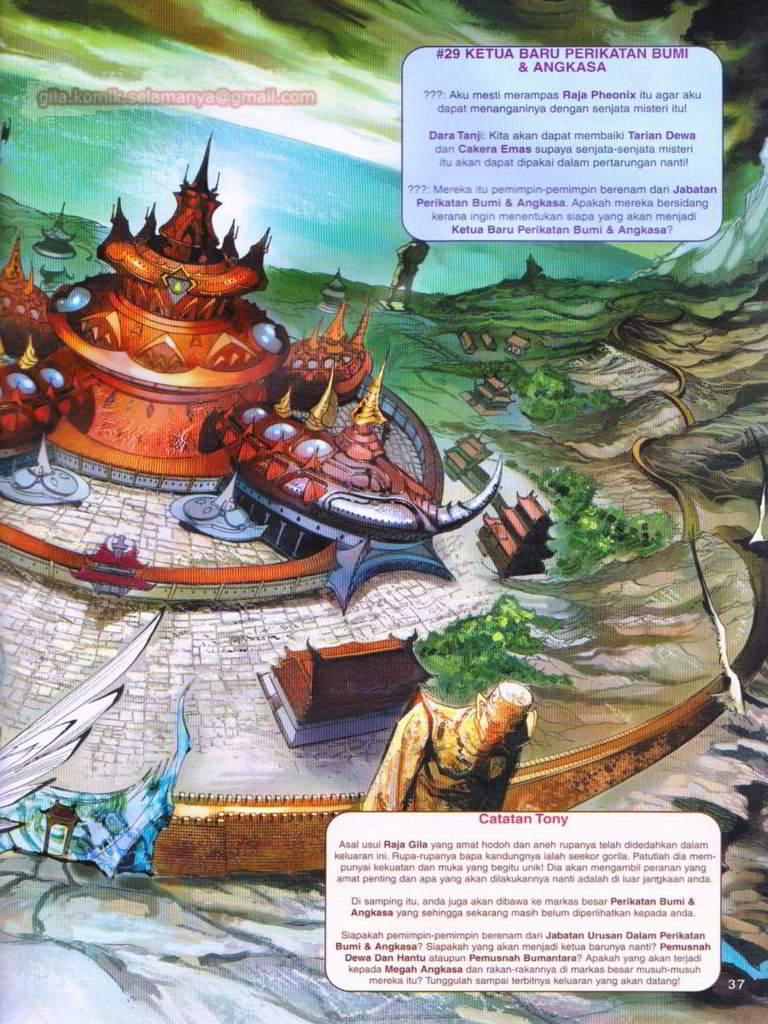 #29 KETUA BARU PERIKATAN BUMI
& ANGKASA
gila.komik.selamanya@gmail.com
???: Aku mesti merampas Raja Pheonix itu agar aku
dapat menanganinya dengan senjata misteri itu!
Dara Tanji: Kita akan dapat membaiki Tarian Dewa
dan Cakera Emas supaya senjata-senjata misteri
itu akan dapat dipakai dalam pertarungan nanti!
???: Mereka itu pemimpin-pemimpin berenam dari Jabatan
Perikatan Bumi & Angkasa. Apakah mereka bersidang
kerana ingin menentukan siapa yang akan menjadi
Ketua Baru Perikatan Bumi & Angkasa?
Catatan Tony
Asal usul Raja Gila yang amat hodoh dan aneh rupanya telah didedahkan dalam
keluaran ini. Rupa-rupanya bapa kandungnya ialah seekor gorila. Patutlah dia mem-
punyai kekuatan dan muka yang begitu unik! Dia akan mengambil peranan yang
amat penting dan apa yang akan dilakukannya nanti adalah di luar jangkaan anda.
Di samping itu, anda juga akan dibawa ke markas besar Perikatan Bumi &
Angkasa yang sehingga sekarang masih belum diperlihatkan kepada anda.
Siapakah pemimpin-pemimpin berenam dari Jabatan Urusan Dalam Perikatan
Bumi & Angkasa? Siapakah yang akan menjadi ketua barunya nanti? Pemusnah
Dewa Dan Hantu ataupun Pemusnah Bumantara? Apakah yang akan terjadi
kepada Megah Angkasa dan rakan-rakannya di markas besar musuh-musuh
mereka itu? Tunggulah sampai terbitnya keluaran yang akan datang!
37